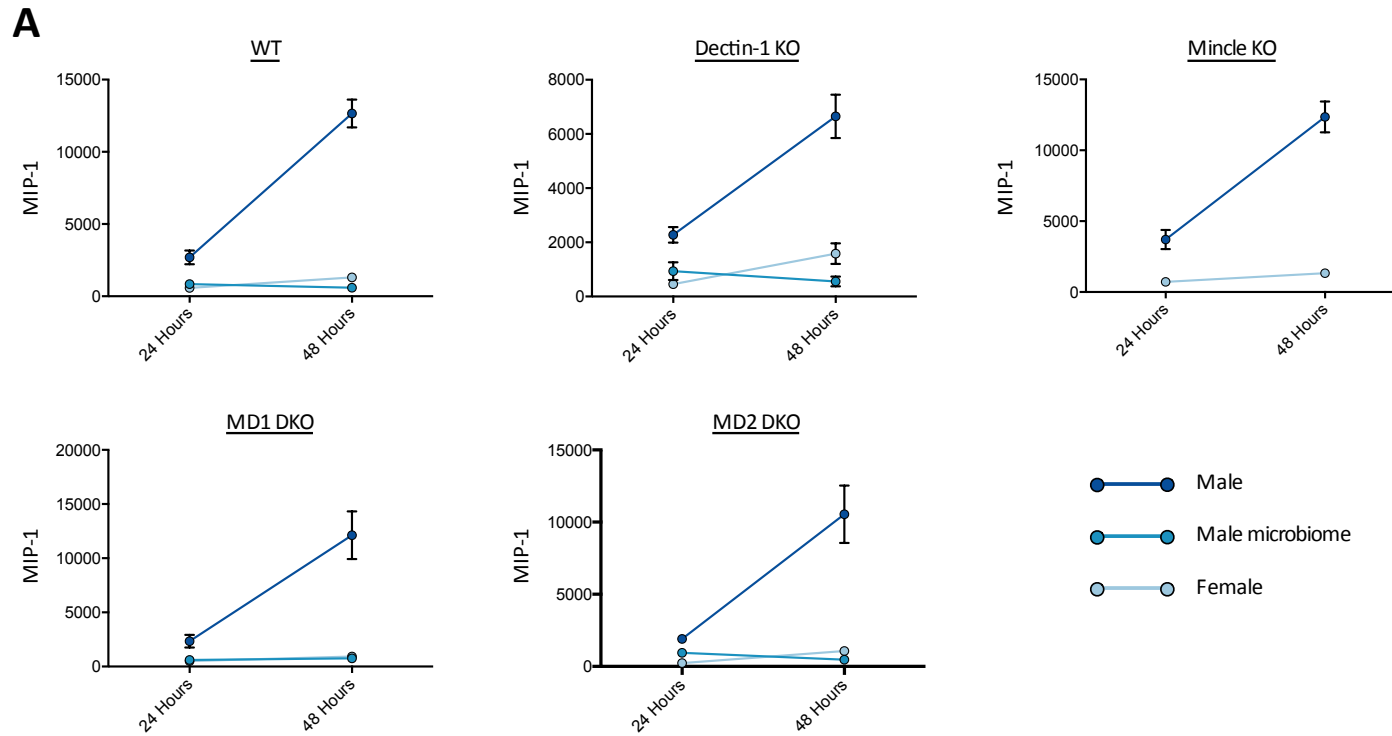 A
WT
15000
10000
5000
0
MIP-1
24 Hours
48 Hours
Dectin-1 KO
8000
6000
4000
2000
0
MIP-1
24 Hours
48 Hours
Mincle KO
15000
10000
5000
0
MIP-1
24 Hours
48 Hours
MD1 DKO
20000
15000
10000
5000
0
MIP-1
24 Hours
48 Hours
MD2 DKO
15000
10000
5000
0
MIP-1
24 Hours
48 Hours
Male
Male microbiome
Female